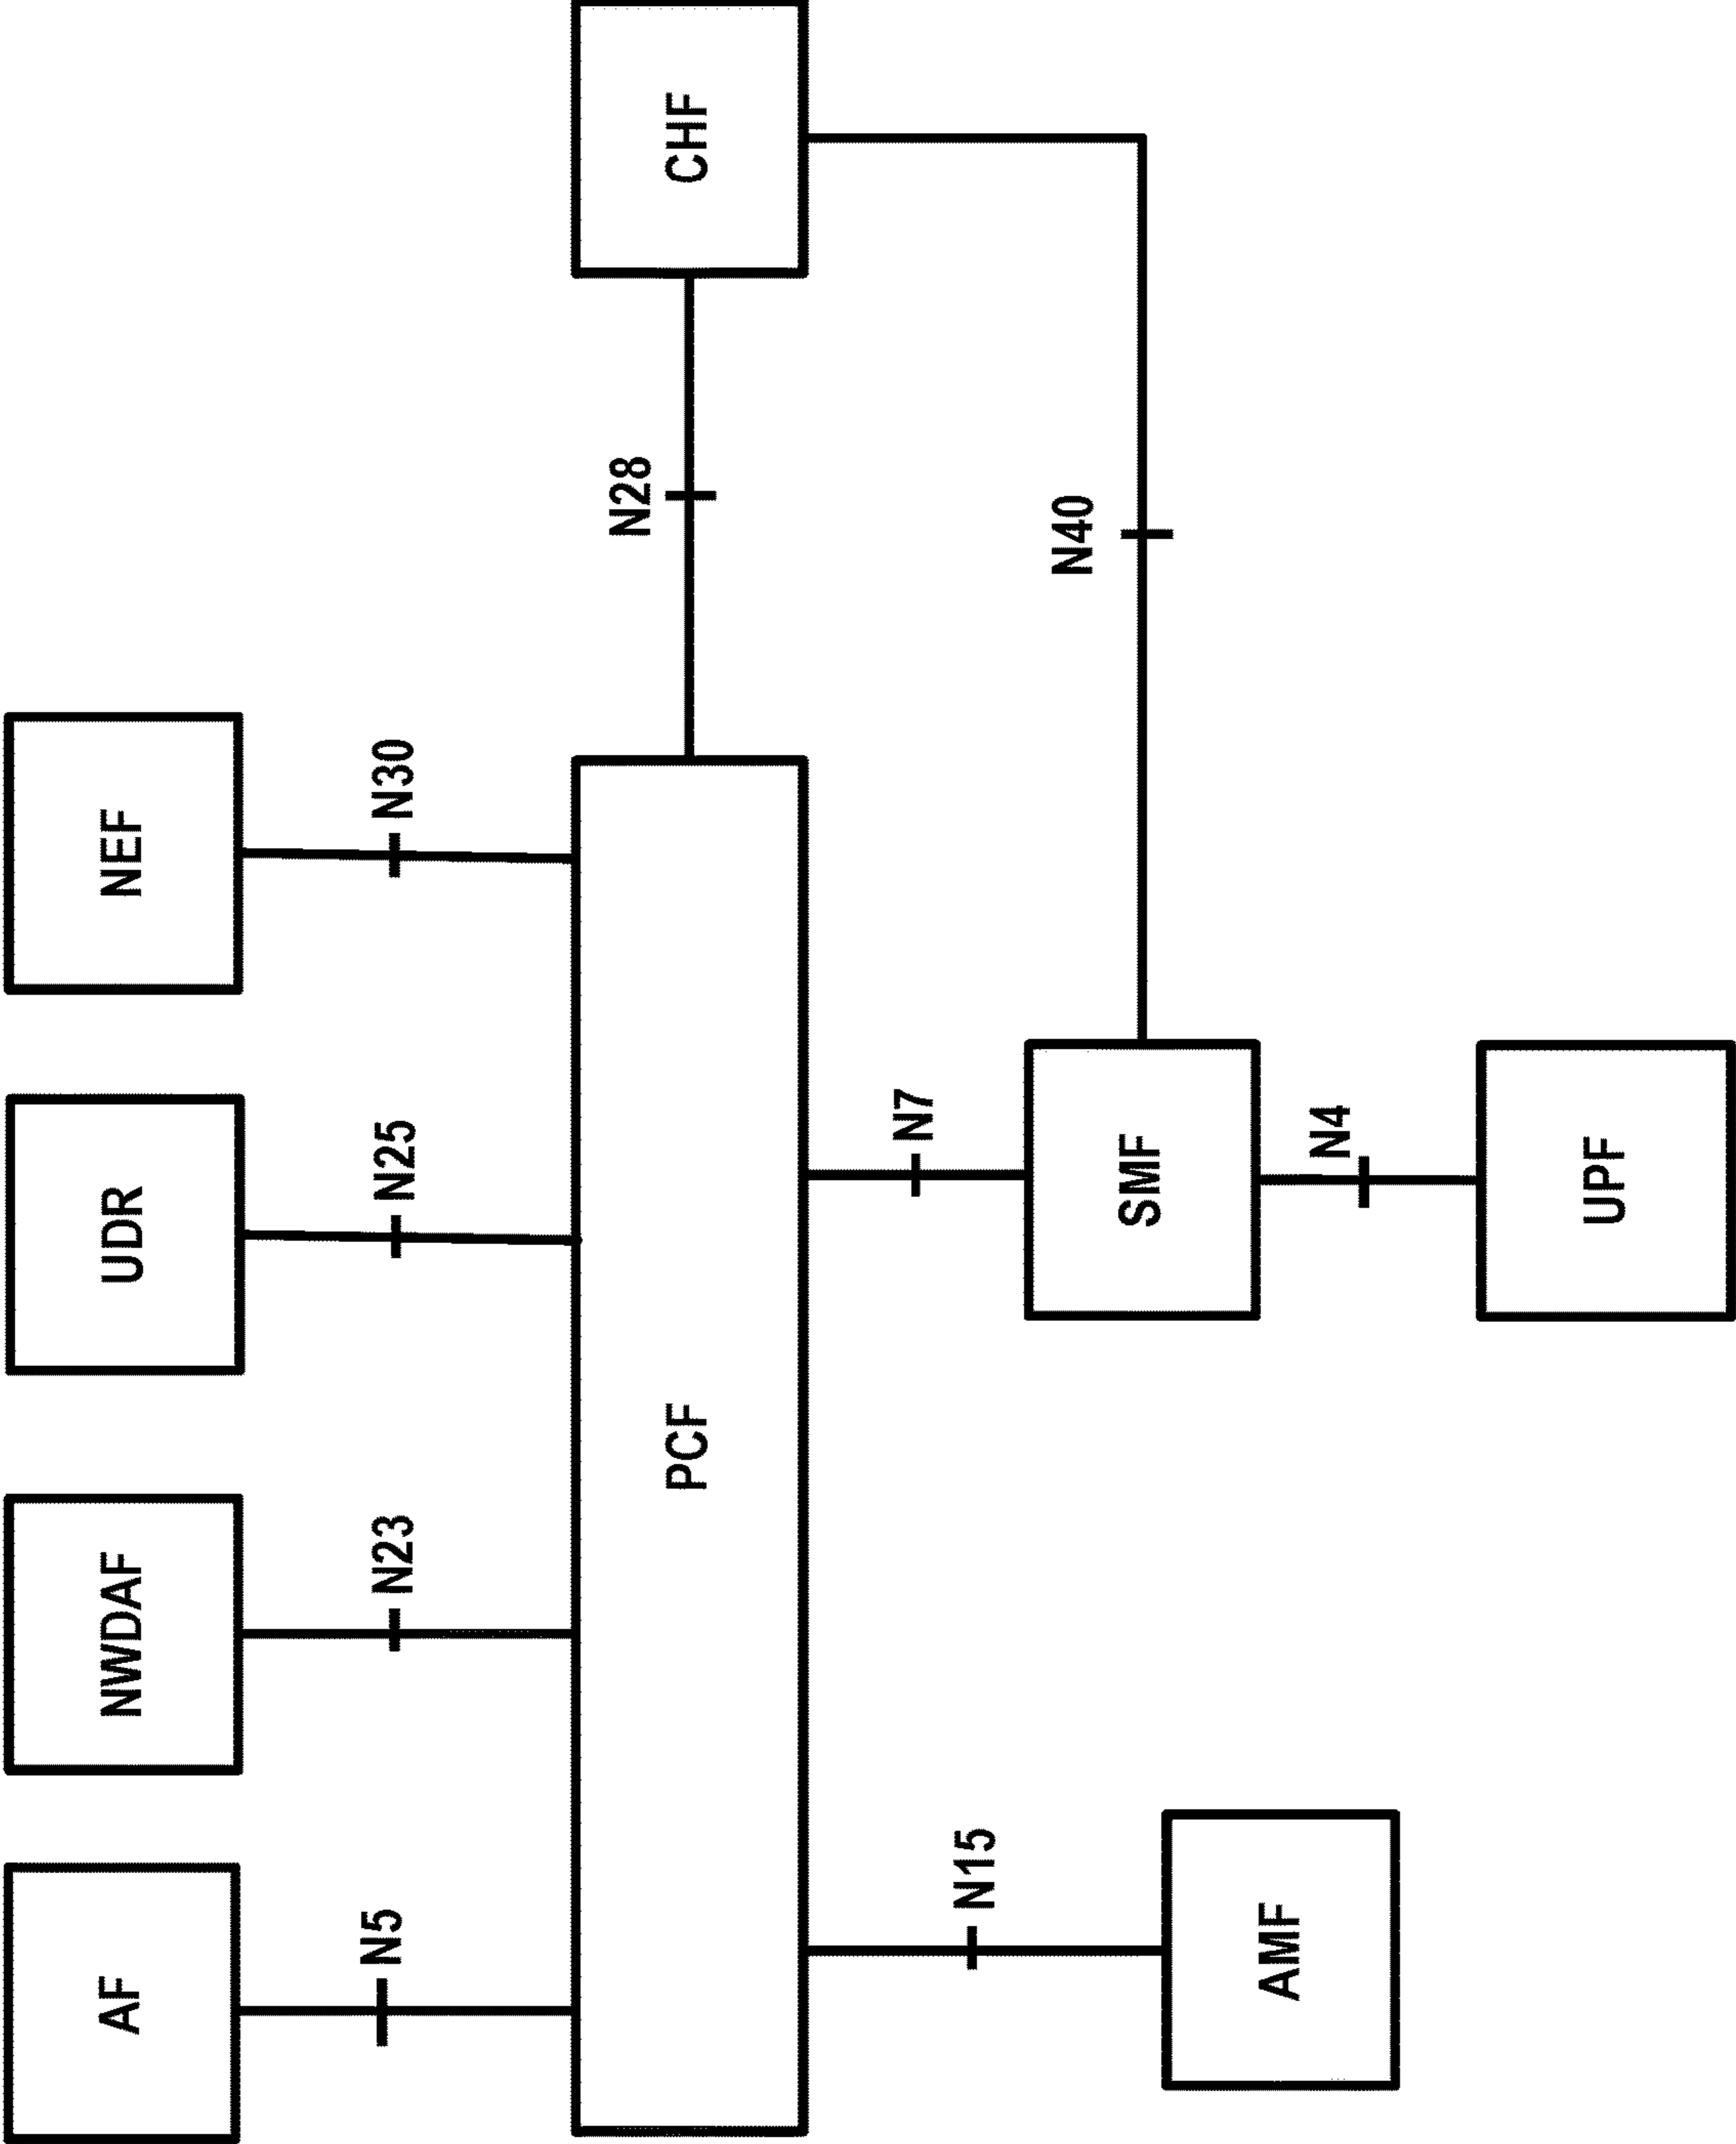 AF
NWDAF
UDR
NEF
N5
N23
N25
N30
PCF
N28
CHF
N15
N7
N40
AMF
SMF
N4
UPF